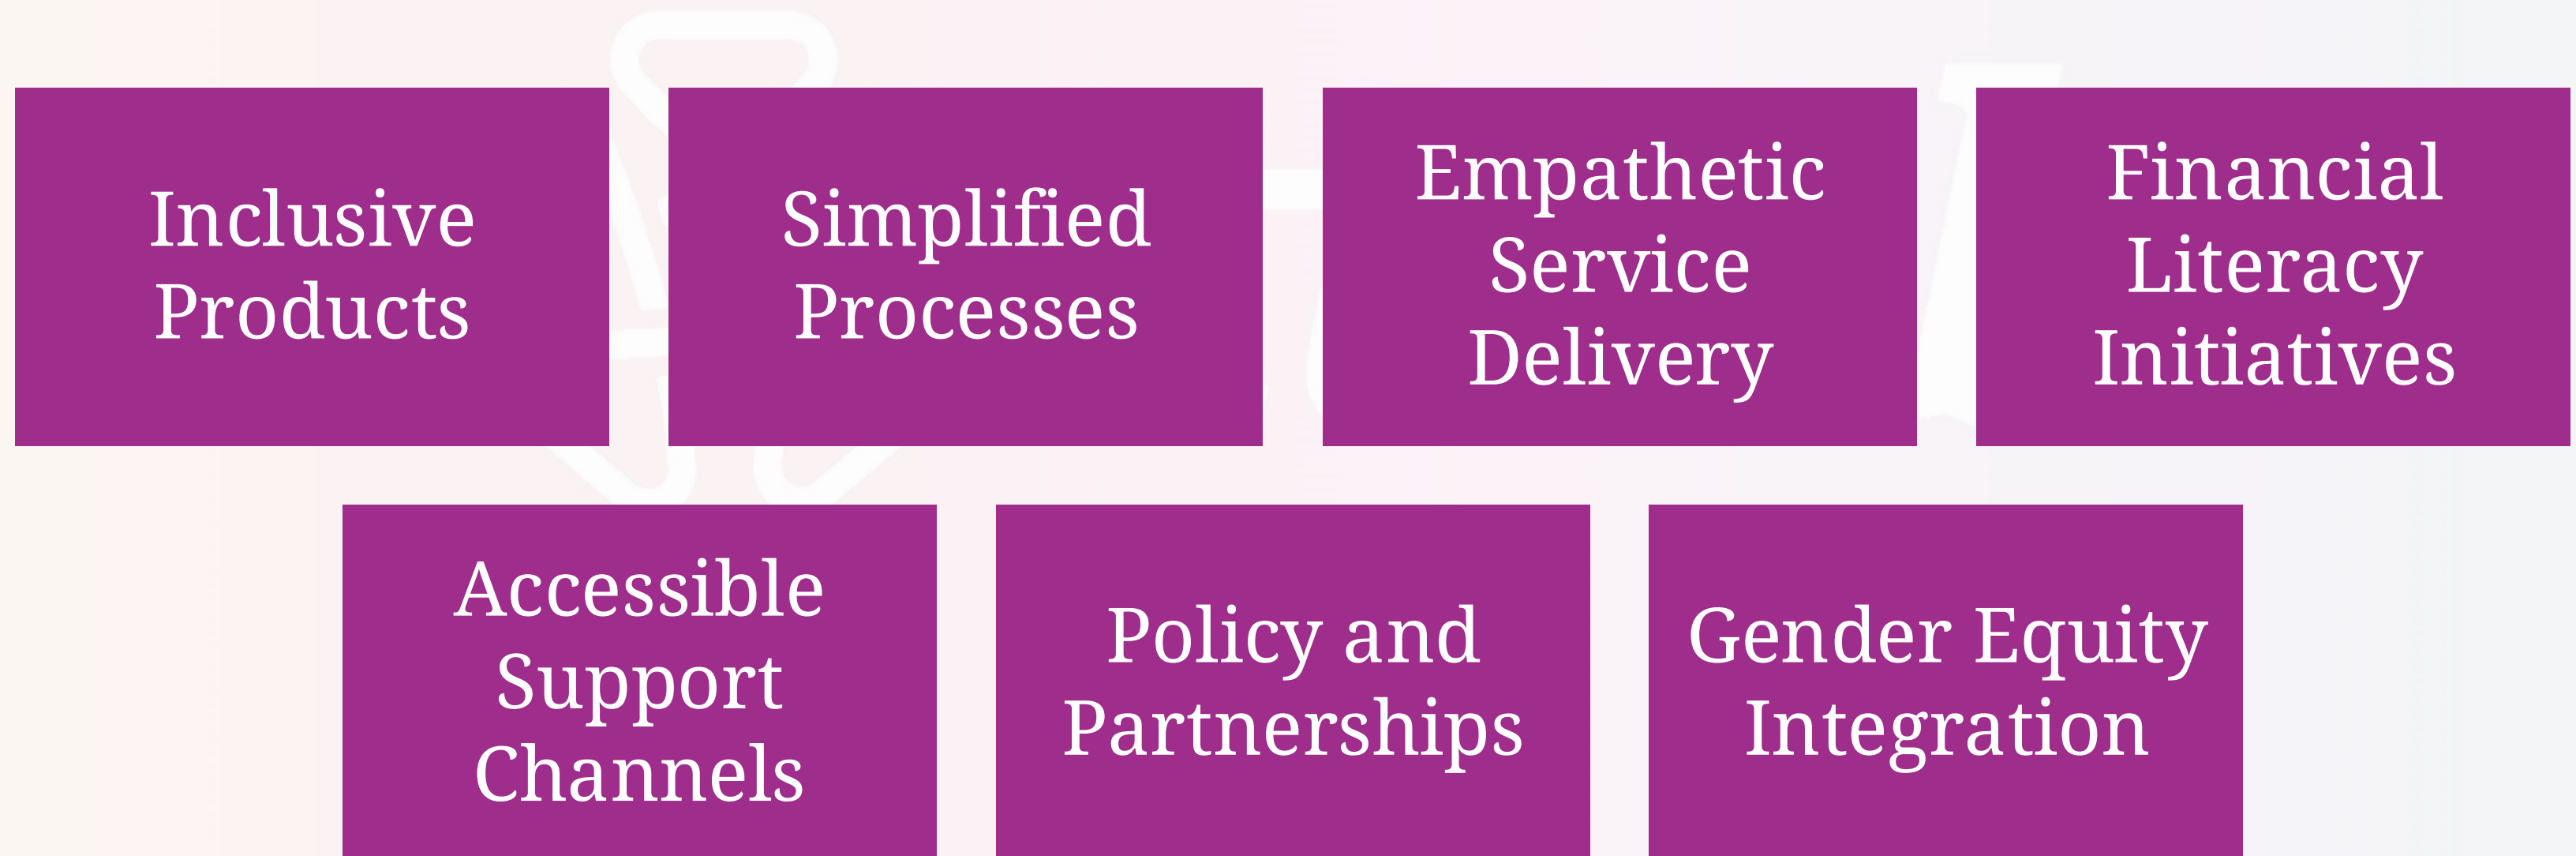 Inclusive
Products
Simplified
Processes
Empathetic
Service
Delivery
Financial
Literacy
Initiatives
Accessible
Support
Channels
Policy and
Partnerships
Gender Equity
Integration